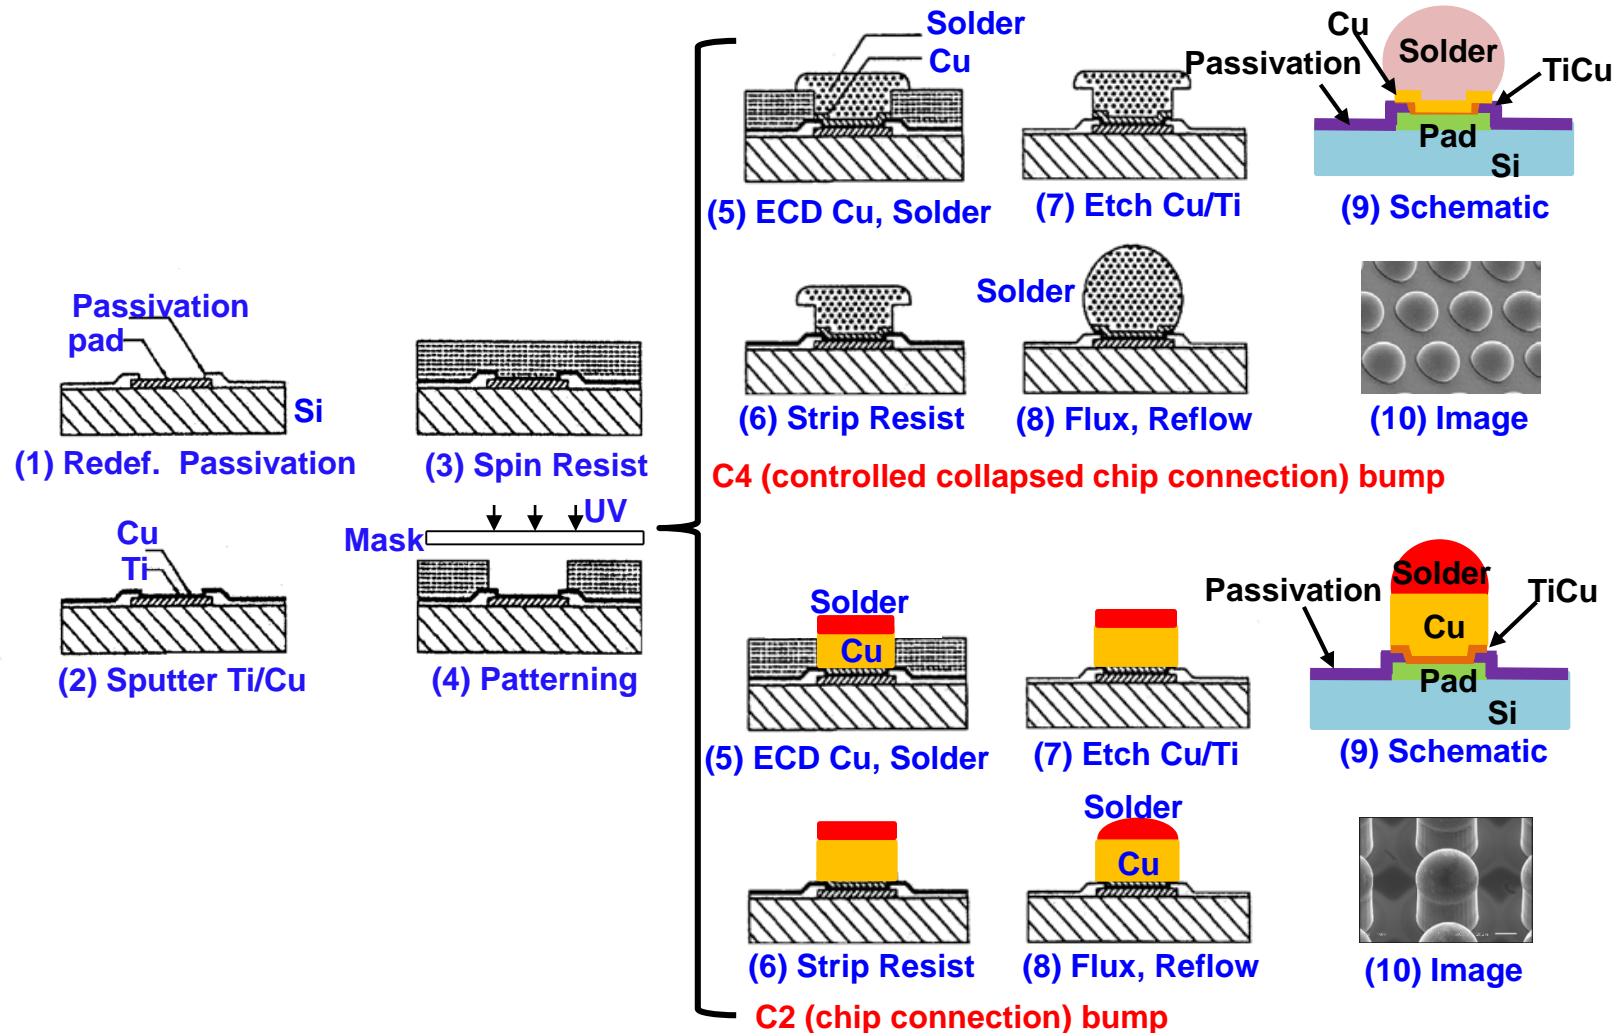 Passivation
pad
Si
(1) Redef. Passivation
Cu
Ti
(2) Sputter Ti/Cu
(3) Spin Resist
UV
Mask
(4) Patterning
Solder
Cu
(5) ECD Cu, Solder
(7) Etch Cu/Ti
Cu
Solder
Passivation
TiCu
Pad
Si
(9) Schematic
(6) Strip Resist
Solder
(8) Flux, Reflow
(10) Image
C4 (controlled collapsed chip connection) bump
Solder
Cu
(5) ECD Cu, Solder
(7) Etch Cu/Ti
Solder
Passivation
TiCu
Cu
Pad
Si
(9) Schematic
(6) Strip Resist
Solder
Cu
(8) Flux, Reflow
(10) Image
C2 (chip connection) bump